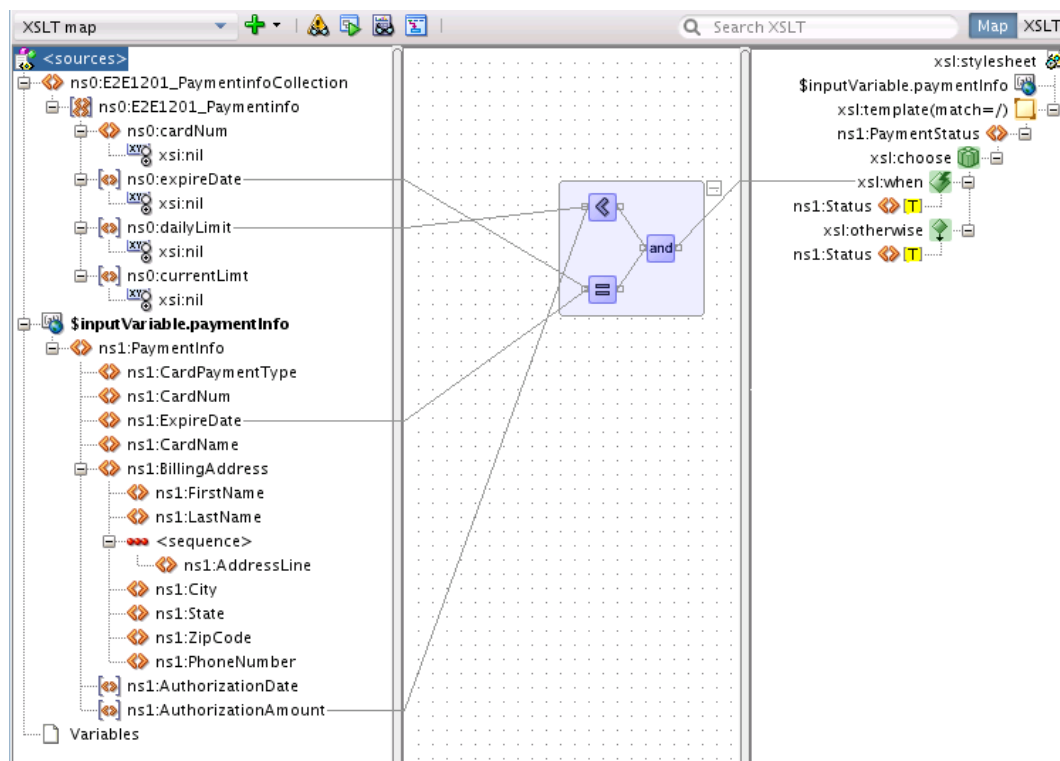 XSLT map
Search XSLT
Map
XSLT
<sources>
ns0:E2E1201_PaymentinfoCollection
ns0:E2E1201_Paymentinfo
ns0:cardNum
xsi:nil
ns0:expireDate
xsi:nil
ns0:dailyLimit
xsi:nil
ns0:currentLimt
xsi:nil
$inputVariable.paymentInfo
ns1:PaymentInfo
ns1:CardPaymentType
ns1:CardNum
ns1:ExpireDate
ns1:CardName
ns1:BillingAddress
ns1:FirstName
ns1:LastName
<sequence>
ns1:AddressLine
ns1:City
ns1:State
ns1:ZipCode
ns1:PhoneNumber
ns1:AuthorizationDate
ns1:AuthorizationAmount
Variables
<
and
=
xsl:stylesheet
$inputVariable.paymentInfo
xsl:template(match=/)
ns1:PaymentStatus
xsl:choose
xsl:when
ns1:Status [T]
xsl:otherwise
ns1:Status [T]